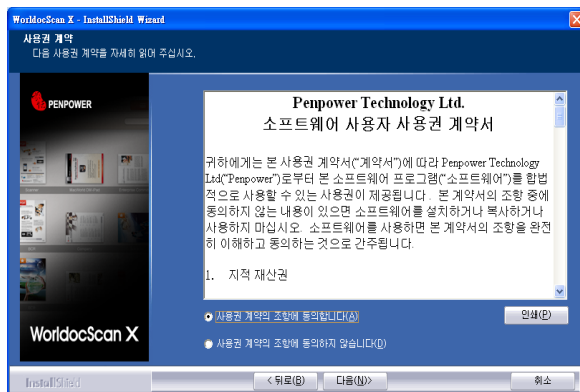 WorldocScan X - InstallShield Wizard
사용권 계약
다음 사용권 계약을 자세히 읽어 주십시오.
PENPOWER
Penpower Technology Ltd.
소프트웨어 사용자 사용권 계약서
귀하에게는 본 사용권 계약서(“계약서”)에 따라 Penpower Technology
Ltd(“Penpower”)로부터 본 소프트웨어 프로그램(“소프트웨어”)를 합법
적으로 사용할 수 있는 사용권이 제공됩니다 . 본 계약서의 조항 중에
동의하지 않는 내용이 있으면 소프트웨어를 설치하거나 복사하거나
사용하지 마십시오. 소프트웨어를 사용하면 본 계약서의 조항을 완전
히 이해하고 동의하는 것으로 간주됩니다.
1. 지적 재산권
사용권 계약의 조항에 동의합니다(A)
인쇄(P)
사용권 계약의 조항에 동의하지 않습니다(D)
WorldocScan X
InstallShield
< 뒤로(B)
다음(N)>
취소